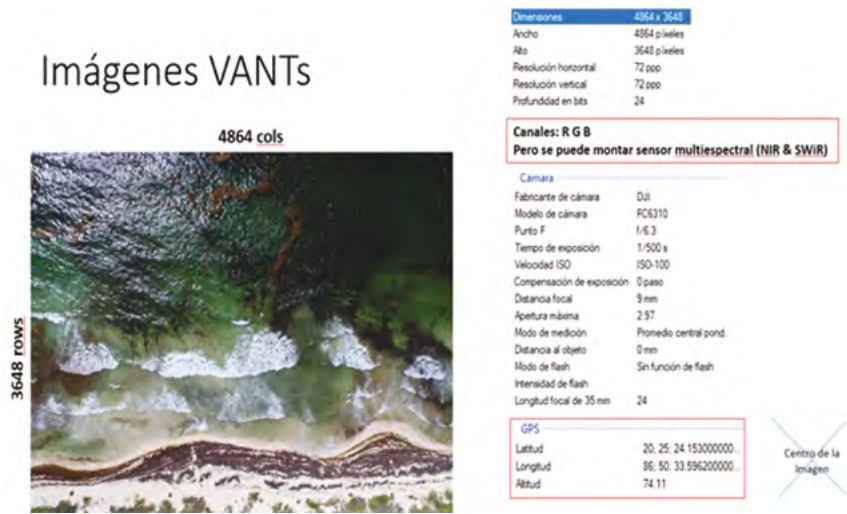 Imágenes VANTs
4864 cols
3648 rows
Dimensiones 4864 x 3648
Ancho 4864 píxeles
Alto 3648 píxeles
Resolución horizontal 72 ppp
Resolución vertical 72 ppp
Profundidad en bits 24
Canales: R G B
Pero se puede montar sensor multiespectral (NIR & SWiR)
Cámara
Fabricante de cámara DJI
Modelo de cámara FC6310
Punto F f/6.3
Tiempo de exposición 1/500 s
Velocidad ISO ISO-100
Compensación de exposición 0 paso
Distancia focal 9 mm
Apertura máxima 2.97
Modo de medición Promedio central pond.
Distancia al objeto 0 mm
Modo de flash Sin función de flash
Intensidad de flash
Longitud focal de 35 mm 24
GPS
Latitud 20; 25; 24.153000000...
Longitud 86; 50; 33.596200000...
Altitud 74.11
Centro de la
imagen